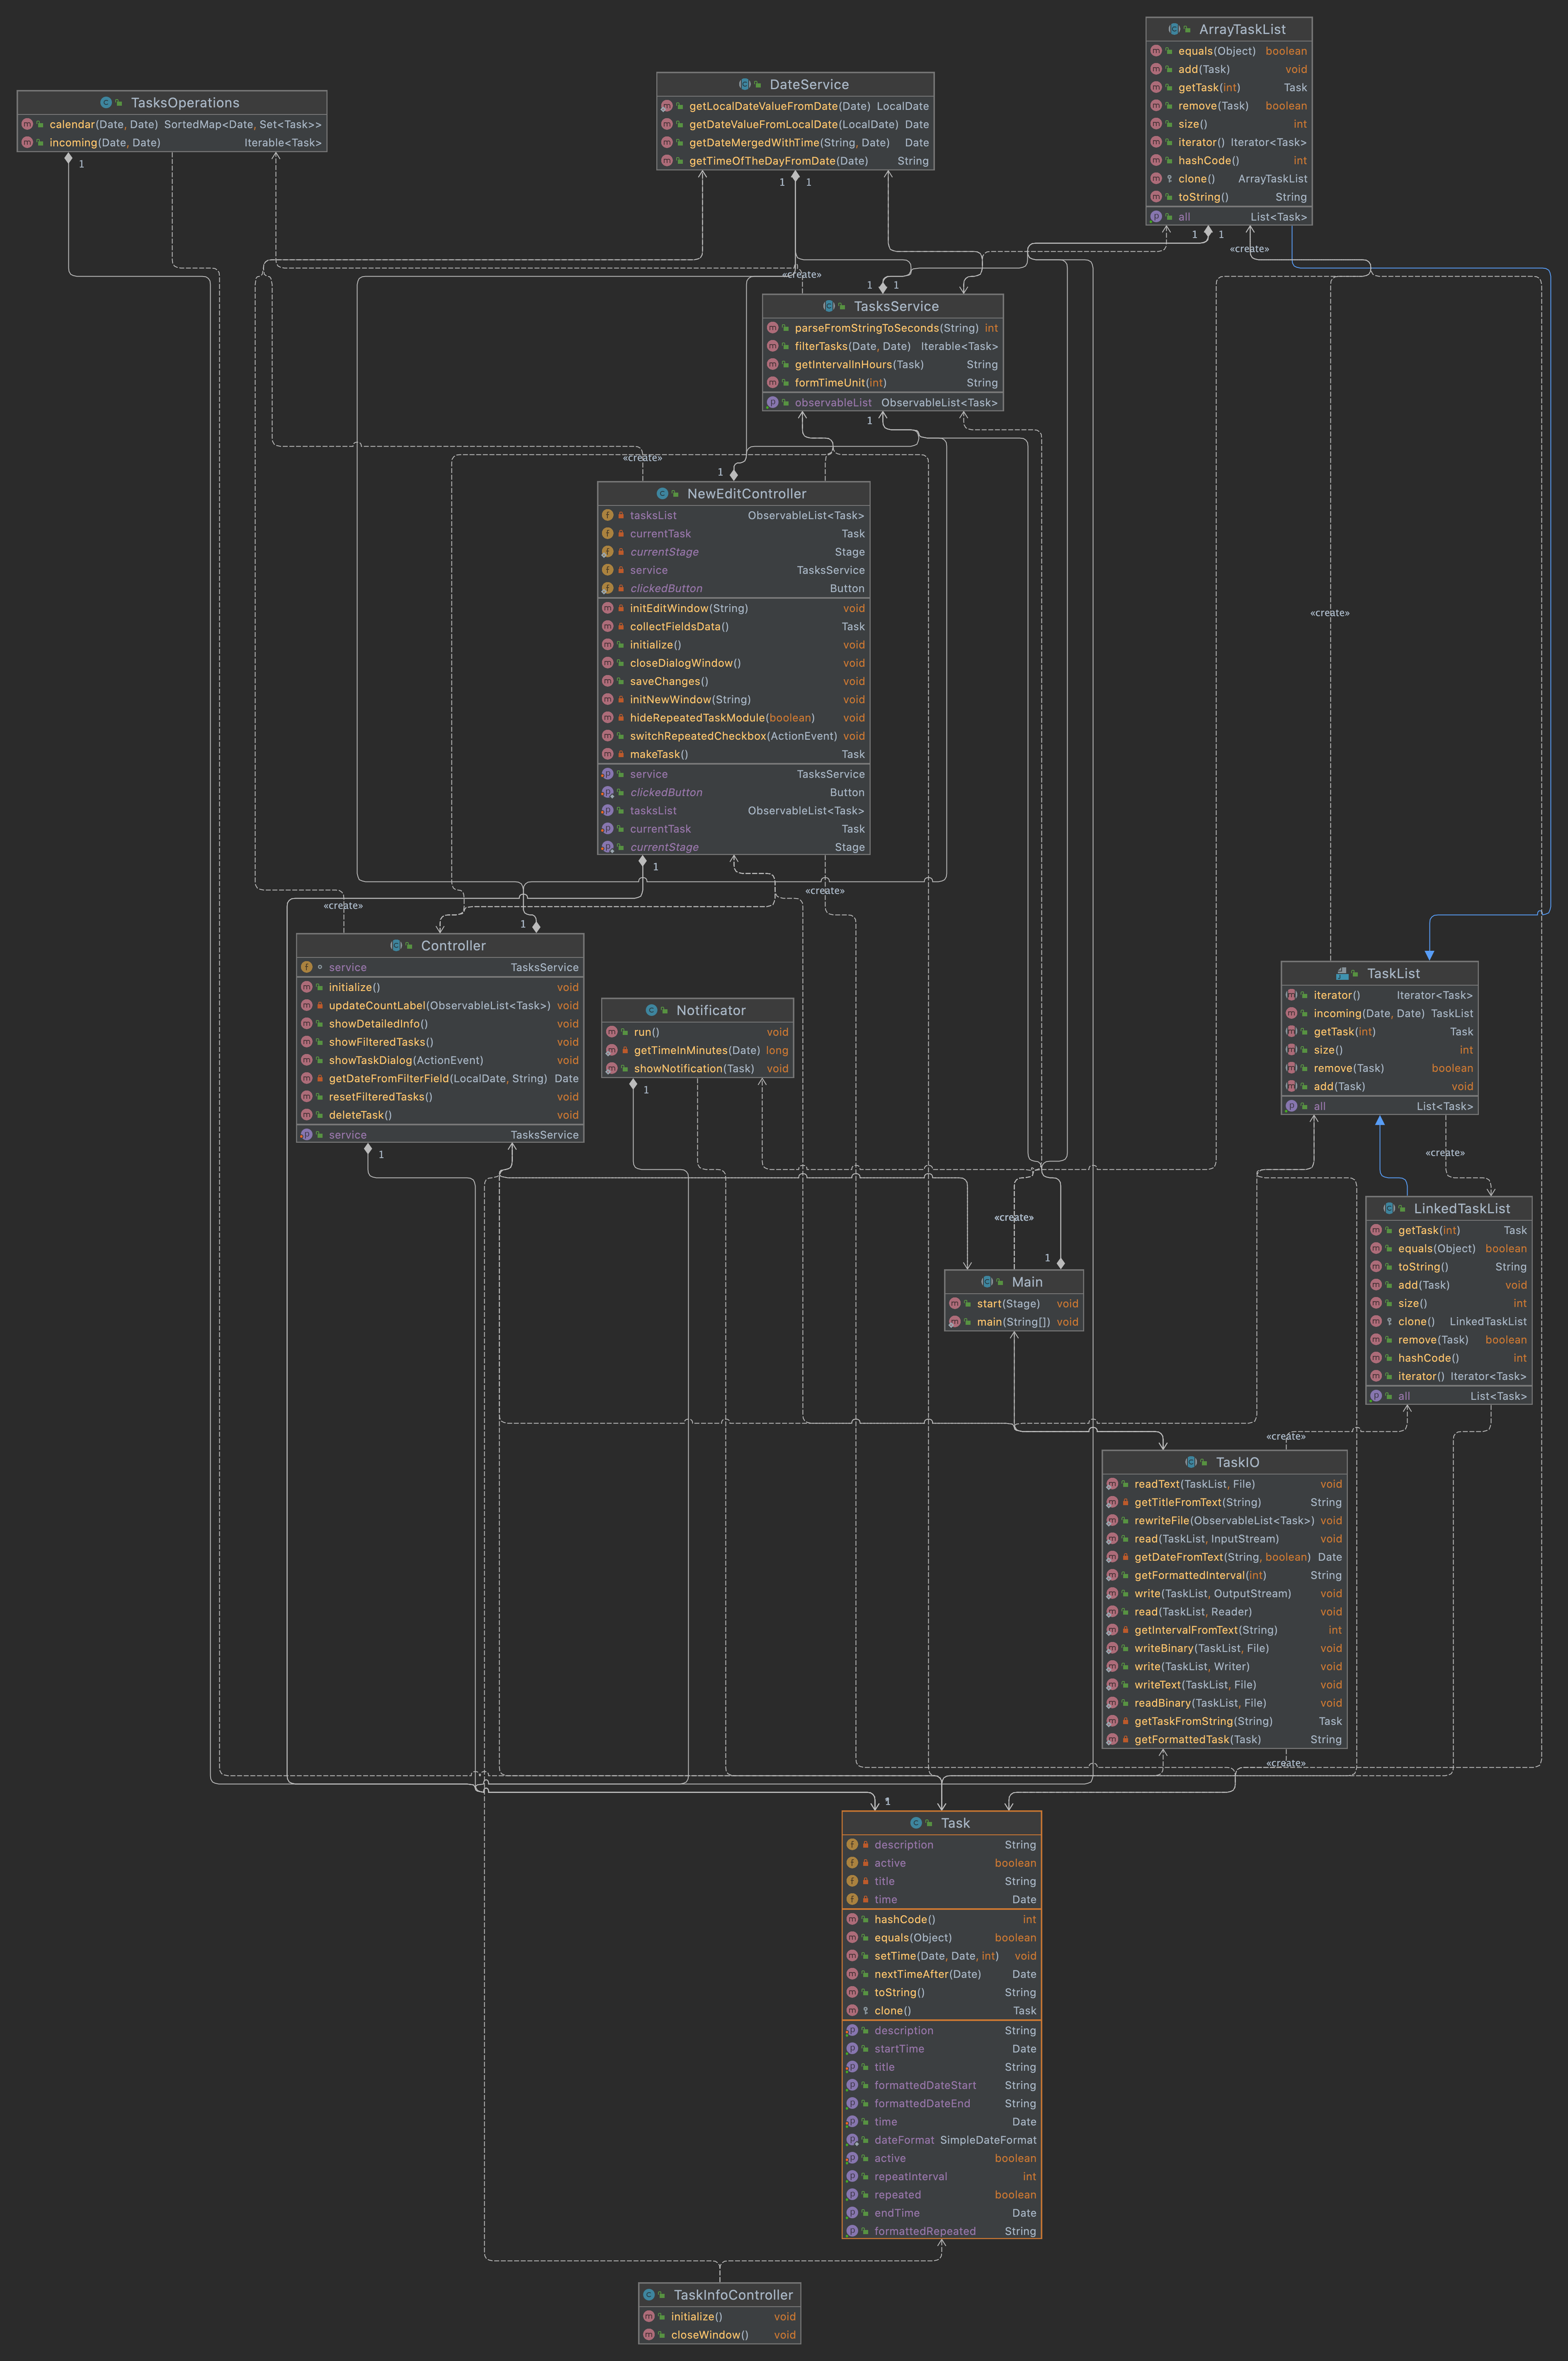 ArrayTaskList
equals(Object) boolean
add(Task) void
getTask(int) Task
remove(Task) boolean
size() int
iterator() Iterator<Task>
hashCode() int
clone() ArrayTaskList
toString() String
all List<Task>
DateService
getLocalDateValueFromDate(Date) LocalDate
getDateValueFromLocalDate(LocalDate) Date
getDateMergedWithTime(String, Date) Date
getTimeOfTheDayFromDate(Date) String
TasksOperations
calendar(Date, Date) SortedMap<Date, Set<Task>>
incoming(Date, Date) Iterable<Task>
1
1 1
1 1
«create»
«create»
1 1
TasksService
parseFromStringToSeconds(String) int
filterTasks(Date, Date) Iterable<Task>
getIntervalInHours(Task) String
formTimeUnit(int) String
observableList ObservableList<Task>
1
«create»
1
NewEditController
tasksList ObservableList<Task>
currentTask Task
currentStage Stage
service TasksService
clickedButton Button
initEditWindow(String) void
collectFieldsData() Task
initialize() void
closeDialogWindow() void
saveChanges() void
initNewWindow(String) void
hideRepeatedTaskModule(boolean) void
switchRepeatedCheckbox(ActionEvent) void
makeTask() Task
service TasksService
clickedButton Button
tasksList ObservableList<Task>
currentTask Task
currentStage Stage
«create»
1
«create»
«create»
1
Controller
service TasksService
initialize() void
updateCountLabel(ObservableList<Task>) void
showDetailedInfo() void
showFilteredTasks() void
showTaskDialog(ActionEvent) void
getDateFromFilterField(LocalDate, String) Date
resetFilteredTasks() void
deleteTask() void
service TasksService
1
Notificator
run() void
getTimeInMinutes(Date) long
showNotification(Task) void
1
TaskList
iterator() Iterator<Task>
incoming(Date, Date) TaskList
getTask(int) Task
size() int
remove(Task) boolean
add(Task) void
all List<Task>
«create»
LinkedTaskList
getTask(int) Task
equals(Object) boolean
toString() String
add(Task) void
size() int
clone() LinkedTaskList
remove(Task) boolean
hashCode() int
iterator() Iterator<Task>
all List<Task>
«create»
1
Main
start(Stage) void
main(String[]) void
«create»
TaskIO
readText(TaskList, File) void
getTitleFromText(String) String
rewriteFile(ObservableList<Task>) void
read(TaskList, InputStream) void
getDateFromText(String, boolean) Date
getFormattedInterval(int) String
write(TaskList, OutputStream) void
read(TaskList, Reader) void
getIntervalFromText(String) int
writeBinary(TaskList, File) void
write(TaskList, Writer) void
writeText(TaskList, File) void
readBinary(TaskList, File) void
getTaskFromString(String) Task
getFormattedTask(Task) String
«create»
Task
description String
active boolean
title String
time Date
hashCode() int
equals(Object) boolean
setTime(Date, Date, int) void
nextTimeAfter(Date) Date
toString() String
clone() Task
description String
startTime Date
title String
formattedDateStart String
formattedDateEnd String
time Date
dateFormat SimpleDateFormat
active boolean
repeatInterval int
repeated boolean
endTime Date
formattedRepeated String
TaskInfoController
initialize() void
closeWindow() void